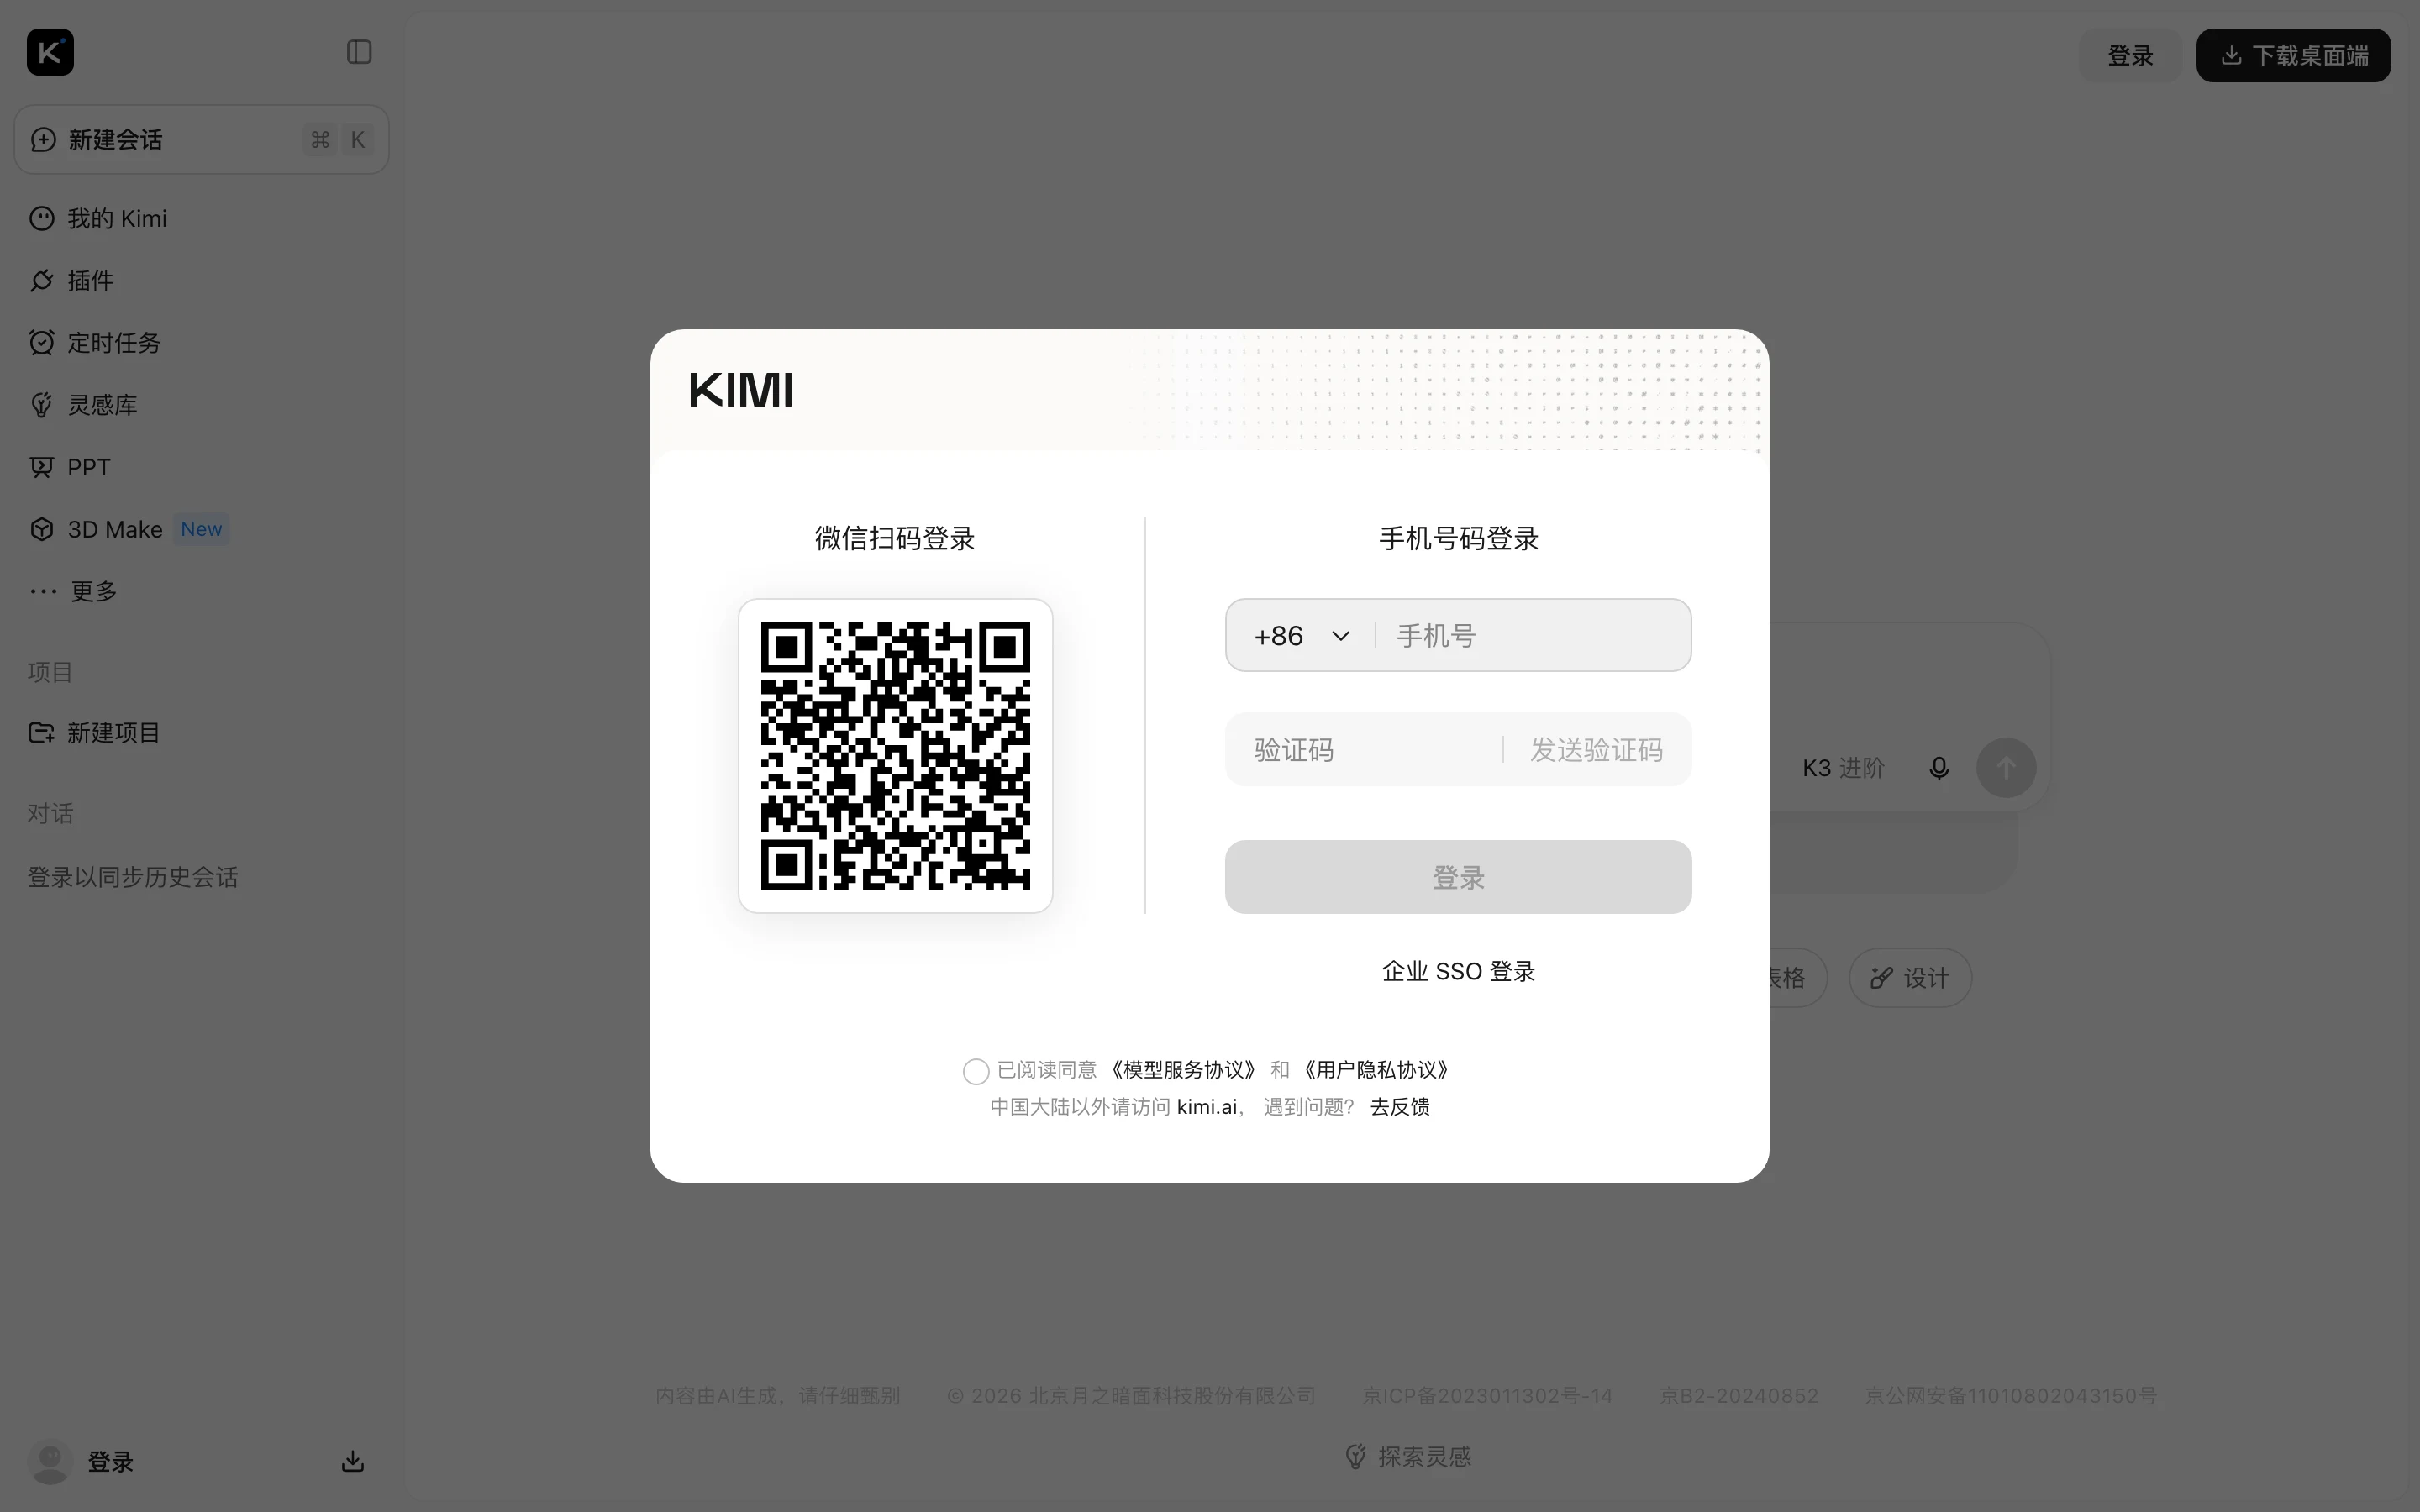 登录
下载桌面端
新建会话
⌘ K
我的 Kimi
插件
定时任务
灵感库
PPT
3D Make New
更多
项目
新建项目
对话
登录以同步历史会话
登录
KIMI
微信扫码登录
手机号码登录
+86 手机号
验证码 发送验证码
登录
企业 SSO 登录
已阅读同意 《模型服务协议》 和 《用户隐私协议》
中国大陆以外请访问 kimi.ai， 遇到问题？ 去反馈
K3 进阶
表格
设计
内容由AI生成，请仔细甄别 © 2026 北京月之暗面科技股份有限公司 京ICP备2023011302号-14 京B2-20240852 京公网安备11010802043150号
探索灵感